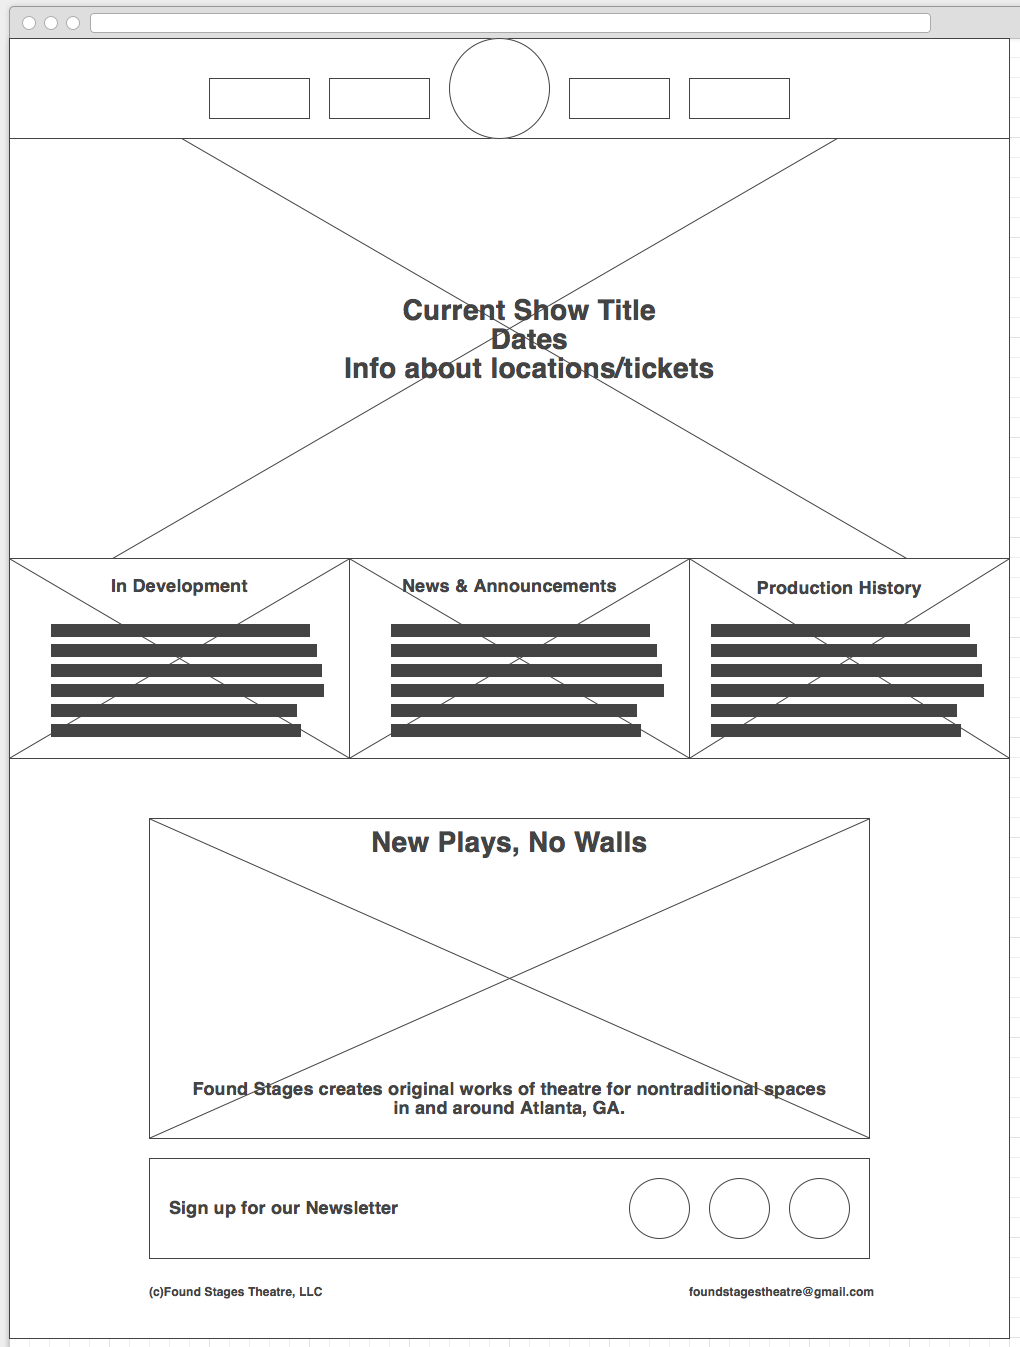 Current Show Title
Dates
Info about locations/tickets
In Development
News & Announcements
Production History
New Plays, No Walls
Found Stages creates original works of theatre for nontraditional spaces
in and around Atlanta, GA.
Sign up for our Newsletter
(c)Found Stages Theatre, LLC
foundstagestheatre@gmail.com